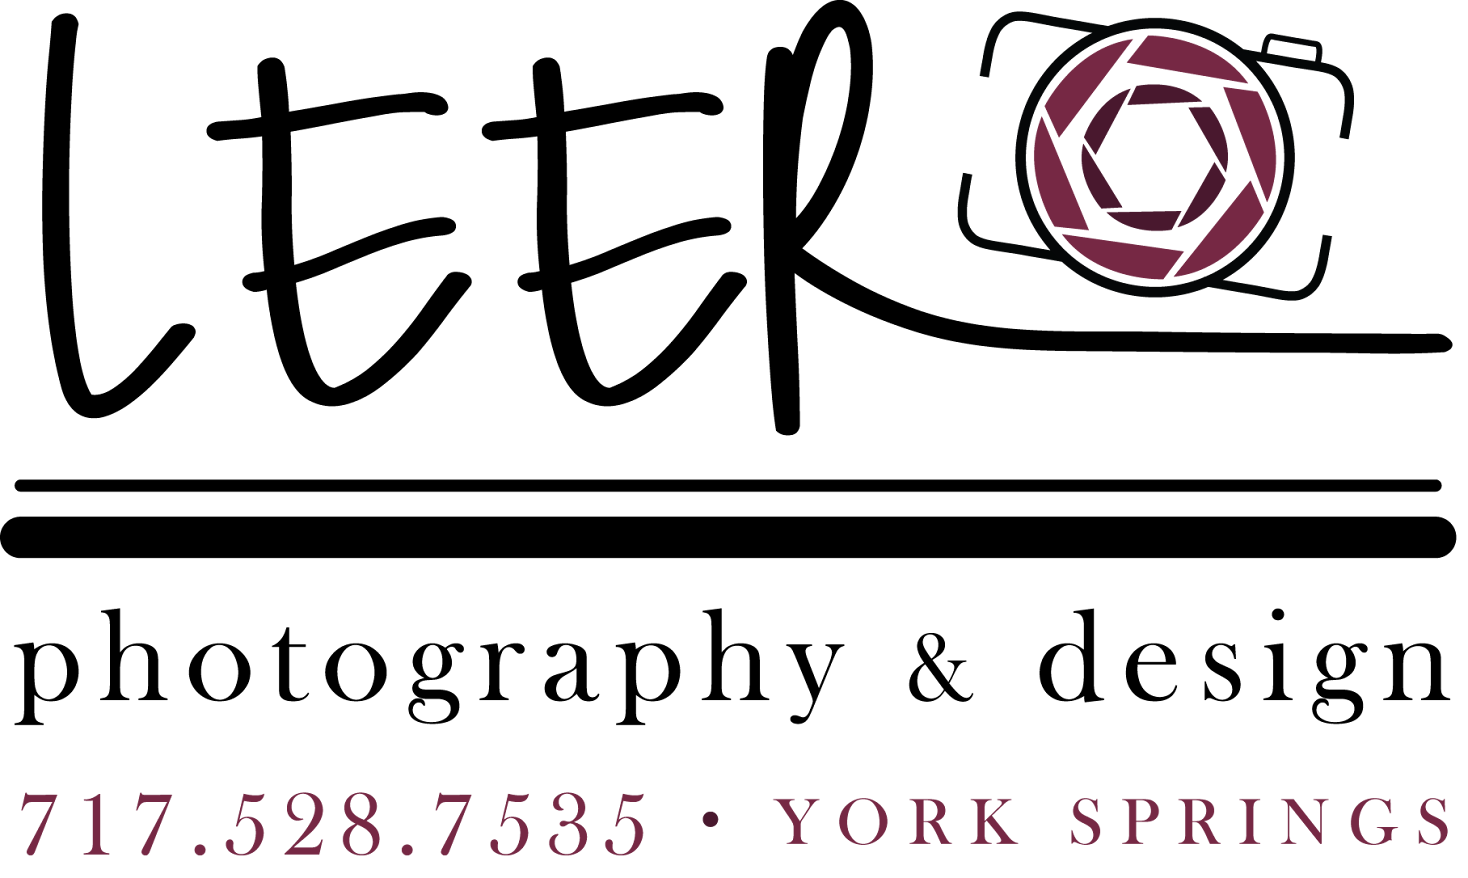 LEER
photography & design
717.528.7535 • YORK SPRINGS